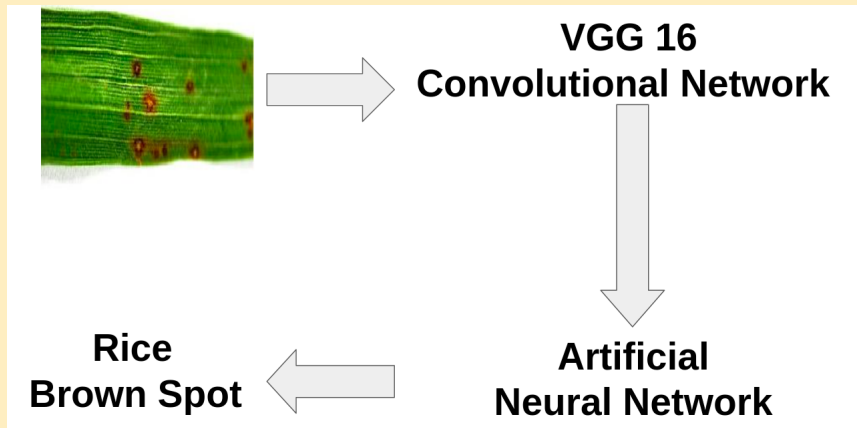 VGG 16
Convolutional Network
Artificial
Neural Network
Rice
Brown Spot